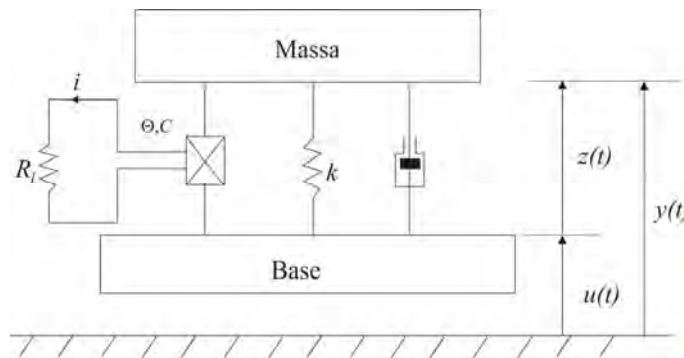 Massa
i
Θ,C
R_l
k
z(t)
y(t)
Base
u(t)